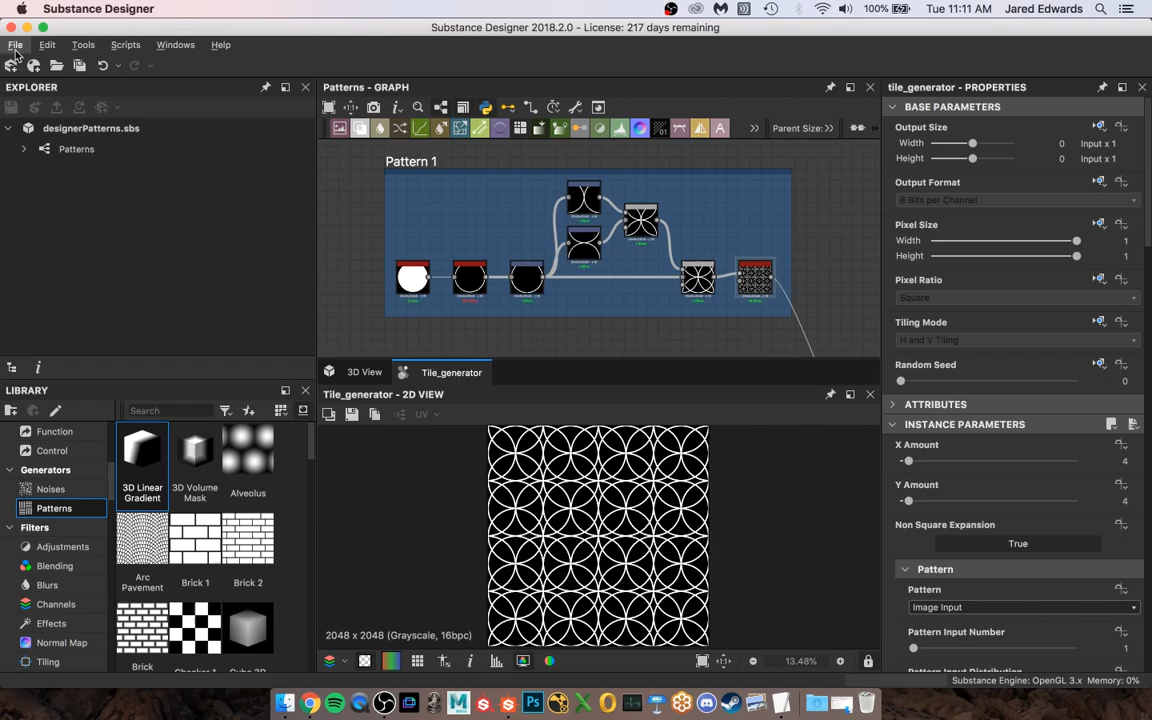 Substance Designer
100%
Tue 11:11 AM
Jared Edwards
Substance Designer 2018.2.0 - License: 217 days remaining
File Edit Tools Scripts Windows Help
EXPLORER
designerPatterns.sbs
Patterns
LIBRARY
Search
Function
Control
Generators
Noises
Patterns
Filters
Adjustments
Blending
Blurs
Channels
Effects
Normal Map
Tiling
3D Linear Gradient
3D Volume Mask
Alveolus
Arc Pavement
Brick 1
Brick 2
Brick
Patterns - GRAPH
Parent Size:>>
Pattern 1
3D View
Tile_generator
Tile_generator - 2D VIEW
UV
2048 x 2048 (Grayscale, 16bpc)
13.48%
tile_generator - PROPERTIES
BASE PARAMETERS
Output Size
Width 0 Input x 1
Height 0 Input x 1
Output Format
8 Bits per Channel
Pixel Size
Width 1
Height 1
Pixel Ratio
Square
Tiling Mode
H and V Tiling
Random Seed
0
ATTRIBUTES
INSTANCE PARAMETERS
X Amount
4
Y Amount
4
Non Square Expansion
True
Pattern
Pattern
Image Input
Pattern Input Number
1
Substance Engine: OpenGL 3.x Memory: 0%